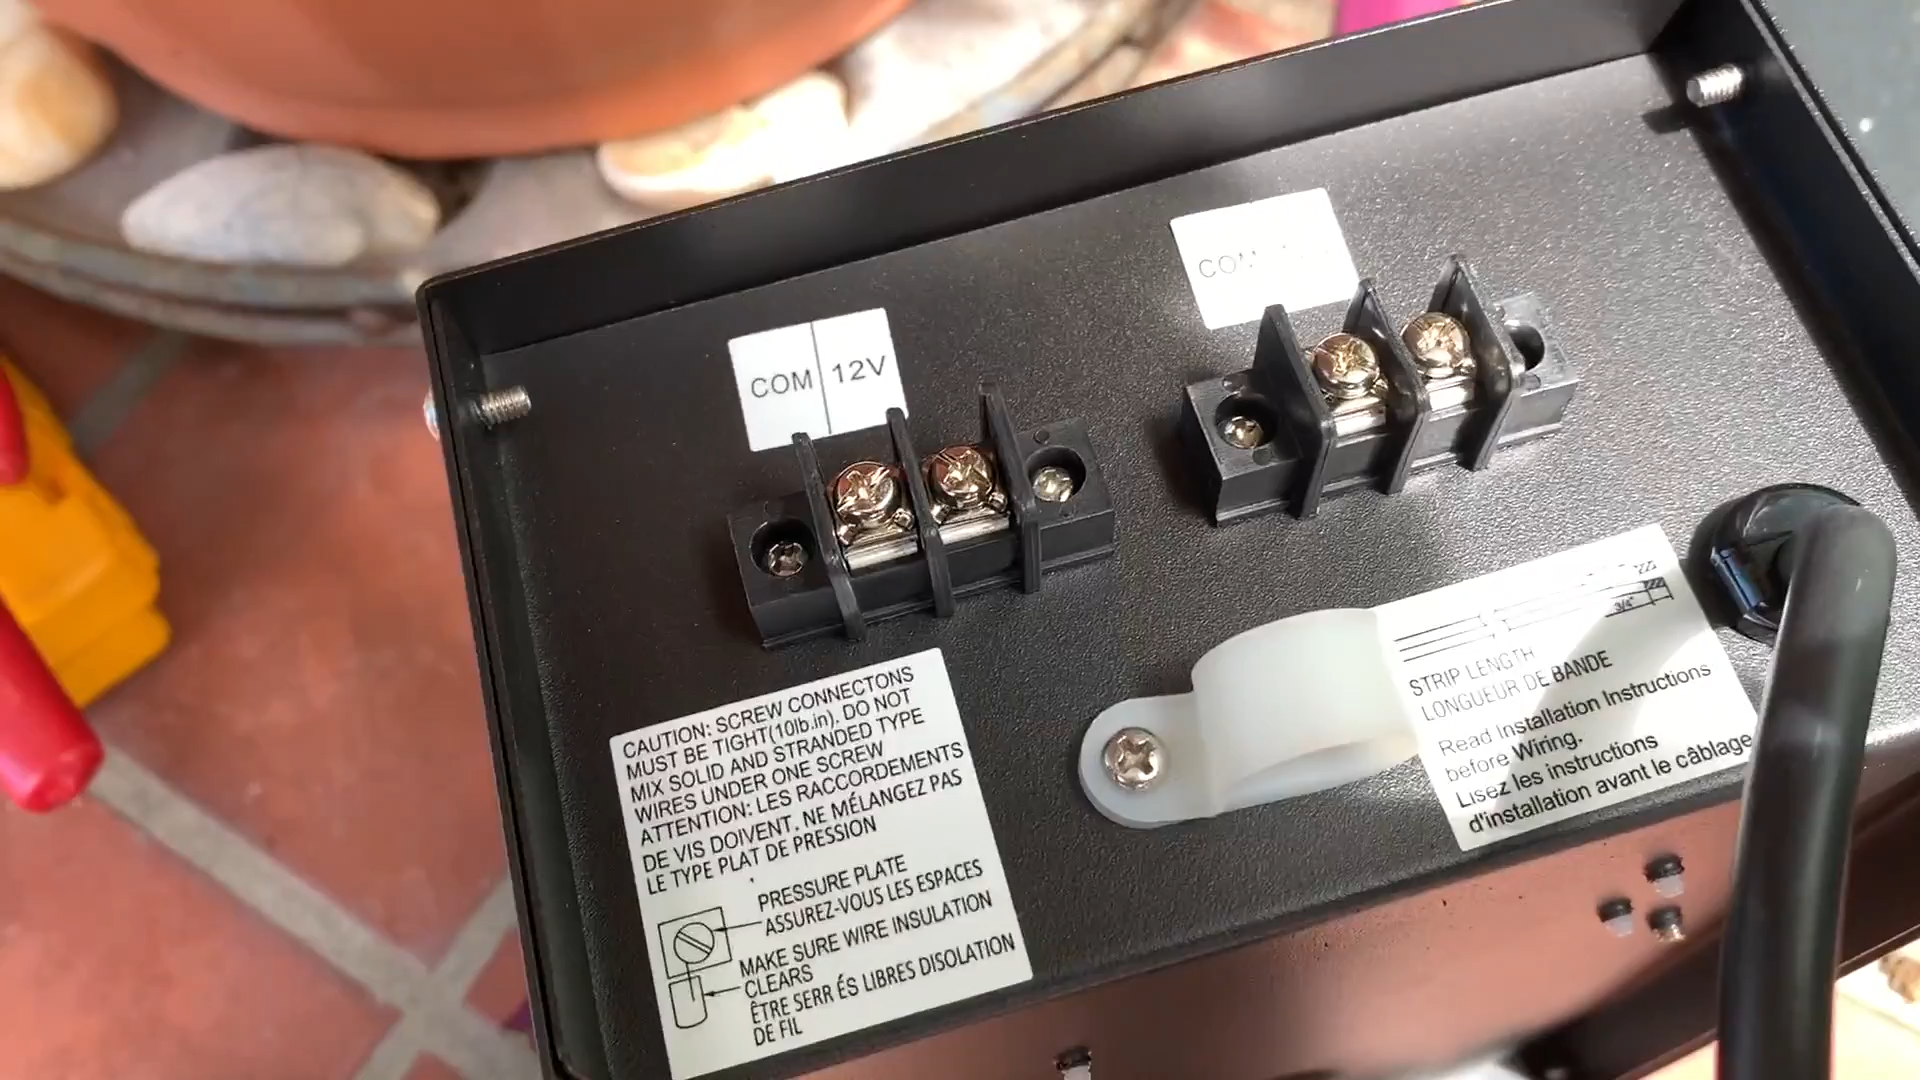 COM 12V
COM
CAUTION: SCREW CONNECTONS
MUST BE TIGHT(10lb.in). DO NOT
MIX SOLID AND STRANDED TYPE
WIRES UNDER ONE SCREW
ATTENTION: LES RACCORDEMENTS
DE VIS DOIVENT, NE MÉLANGEZ PAS
LE TYPE PLAT DE PRESSION
PRESSURE PLATE
ASSUREZ-VOUS LES ESPACES
MAKE SURE WIRE INSULATION
CLEARS
ÊTRE SERR ÉS LIBRES DISOLATION
DE FIL
3/4"
STRIP LENGTH
LONGUEUR DE BANDE
Read Installation Instructions
before Wiring.
Lisez les instructions
d'installation avant le câblage